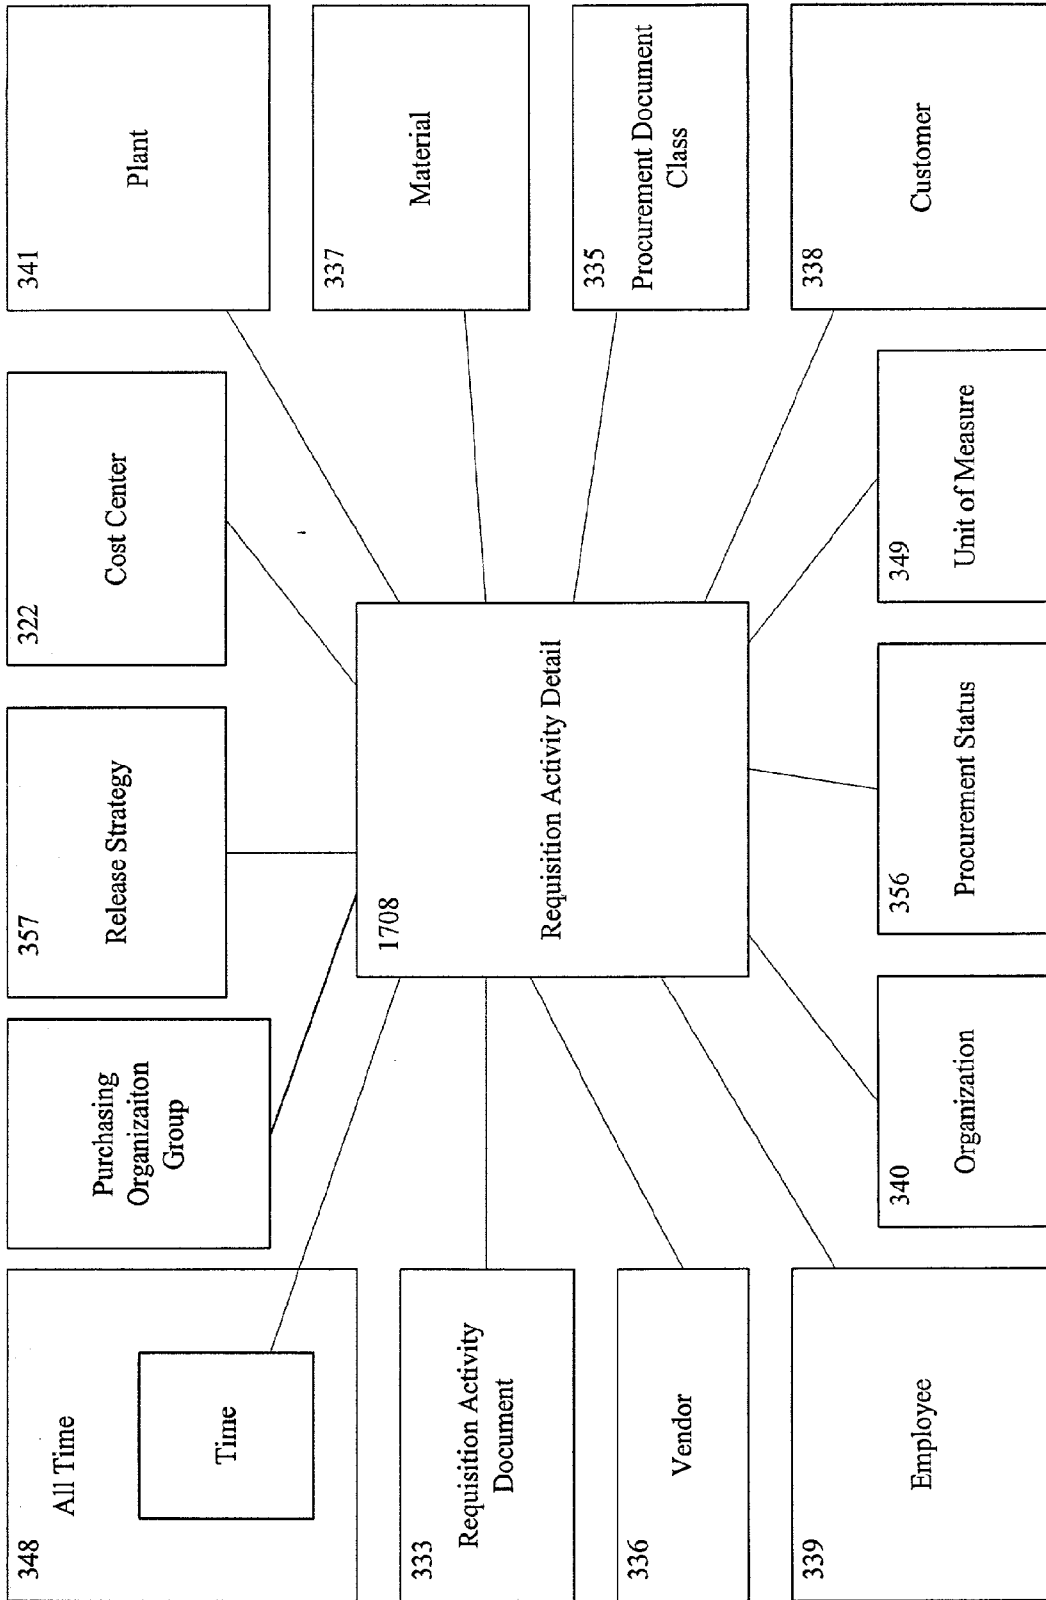 348
All Time
Time
Purchasing
Organizaiton
Group
357
Release Strategy
322
Cost Center
341
Plant
333
Requisition Activity
Document
1708
Requisition Activity Detail
337
Material
336
Vendor
335
Procurement Document
Class
339
Employee
340
Organization
356
Procurement Status
349
Unit of Measure
338
Customer